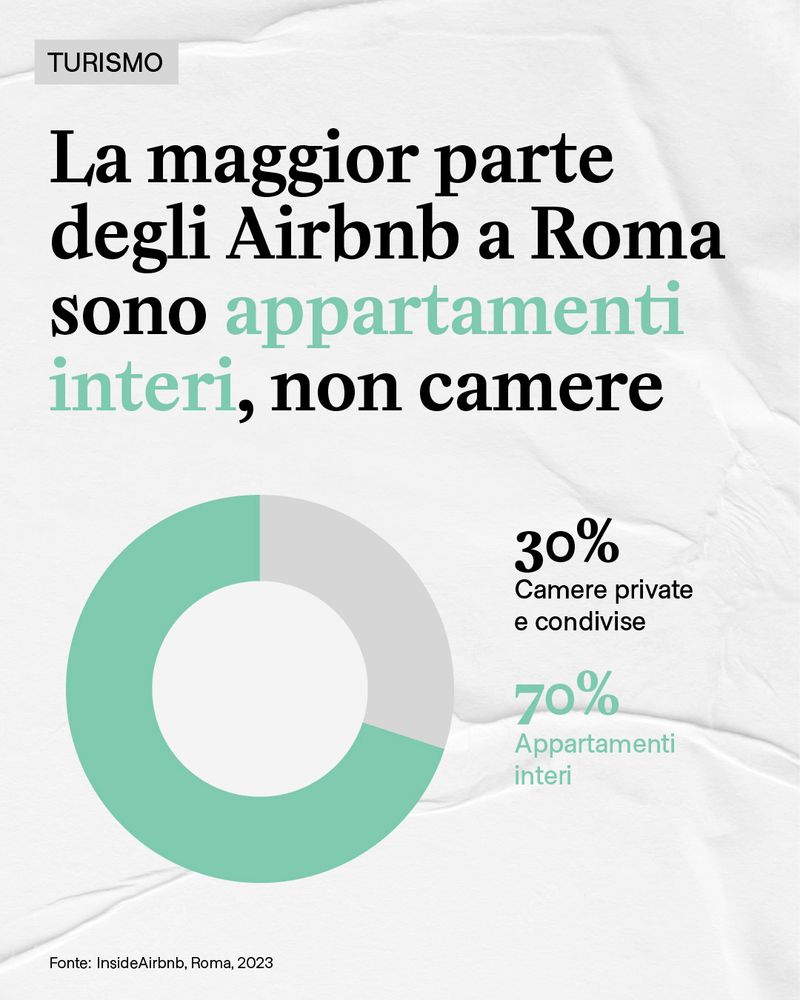 TURISMO
La maggior parte
degli Airbnb a Roma
sono appartamenti
interi, non camere
30%
Camere private
e condivise
70%
Appartamenti
interi
Fonte: InsideAirbnb, Roma, 2023